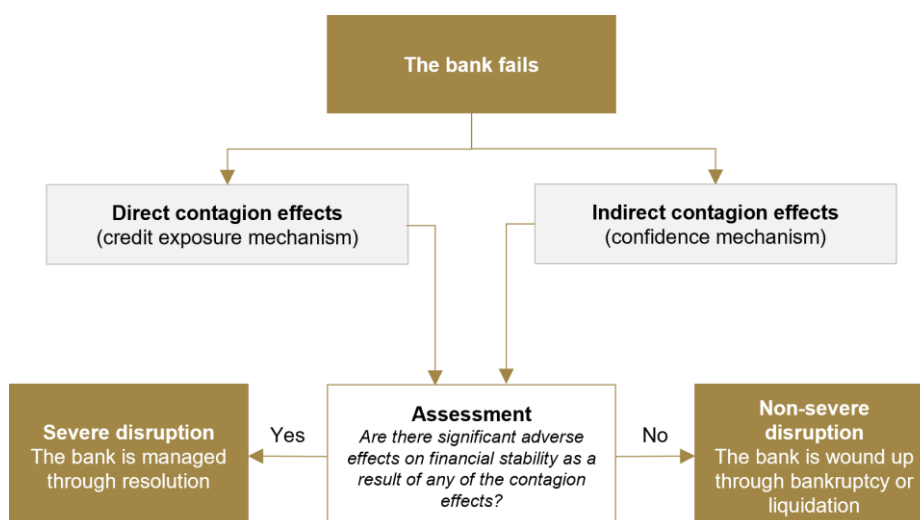 The bank fails
Direct contagion effects
(credit exposure mechanism)
Indirect contagion effects
(confidence mechanism)
Severe disruption
The bank is managed
through resolution
Yes
Assessment
Are there significant adverse
effects on financial stability as a
result of any of the contagion
effects?
No
Non-severe
disruption
The bank is wound up
through bankruptcy or
liquidation